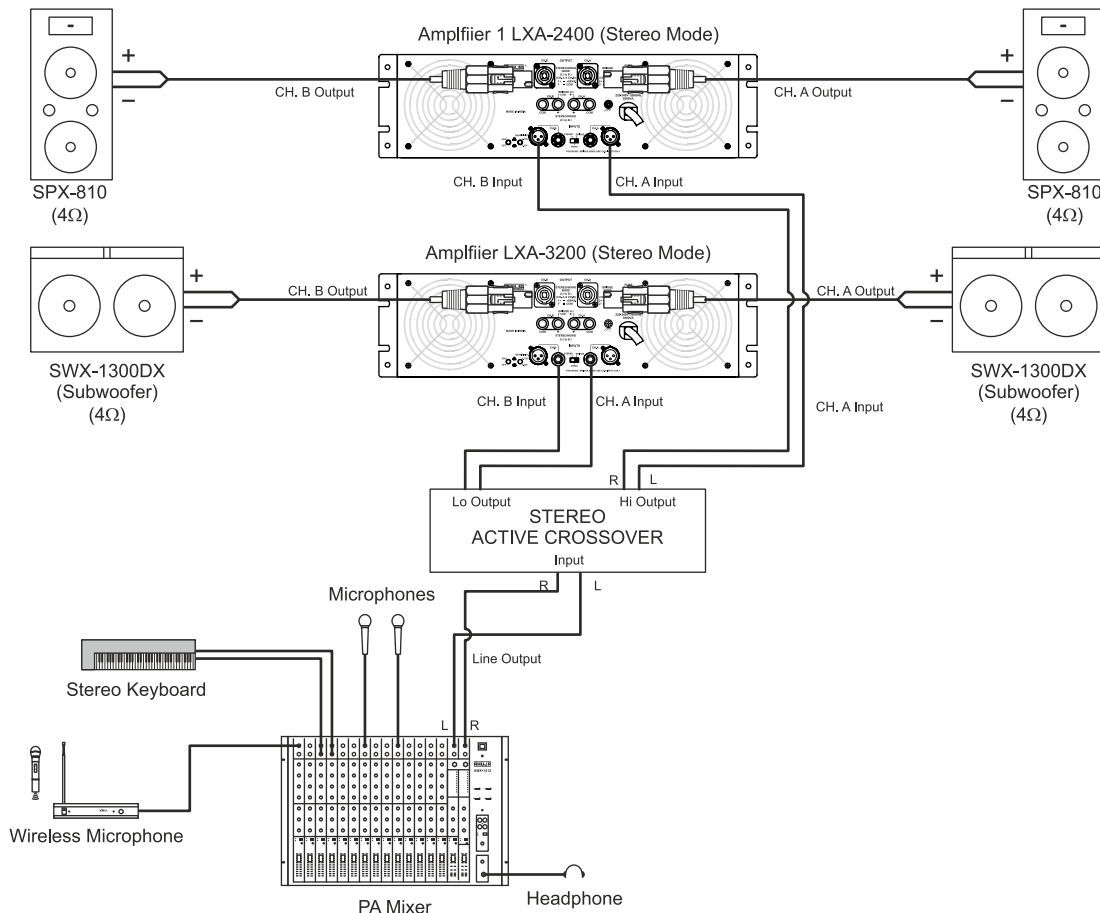 Amplfiier 1 LXA-2400 (Stereo Mode)
+
–
CH. B Output
CH. A Output
+
–
SPX-810
(4Ω)
SPX-810
(4Ω)
CH. B Input
CH. A Input
Amplfiier LXA-3200 (Stereo Mode)
+
–
CH. B Output
CH. A Output
+
–
SWX-1300DX
(Subwoofer)
(4Ω)
SWX-1300DX
(Subwoofer)
(4Ω)
CH. B Input
CH. A Input
CH. A Input
R
L
Lo Output
Hi Output
STEREO
ACTIVE CROSSOVER
Input
R
L
Microphones
Line Output
Stereo Keyboard
L
R
Wireless Microphone
Headphone
PA Mixer